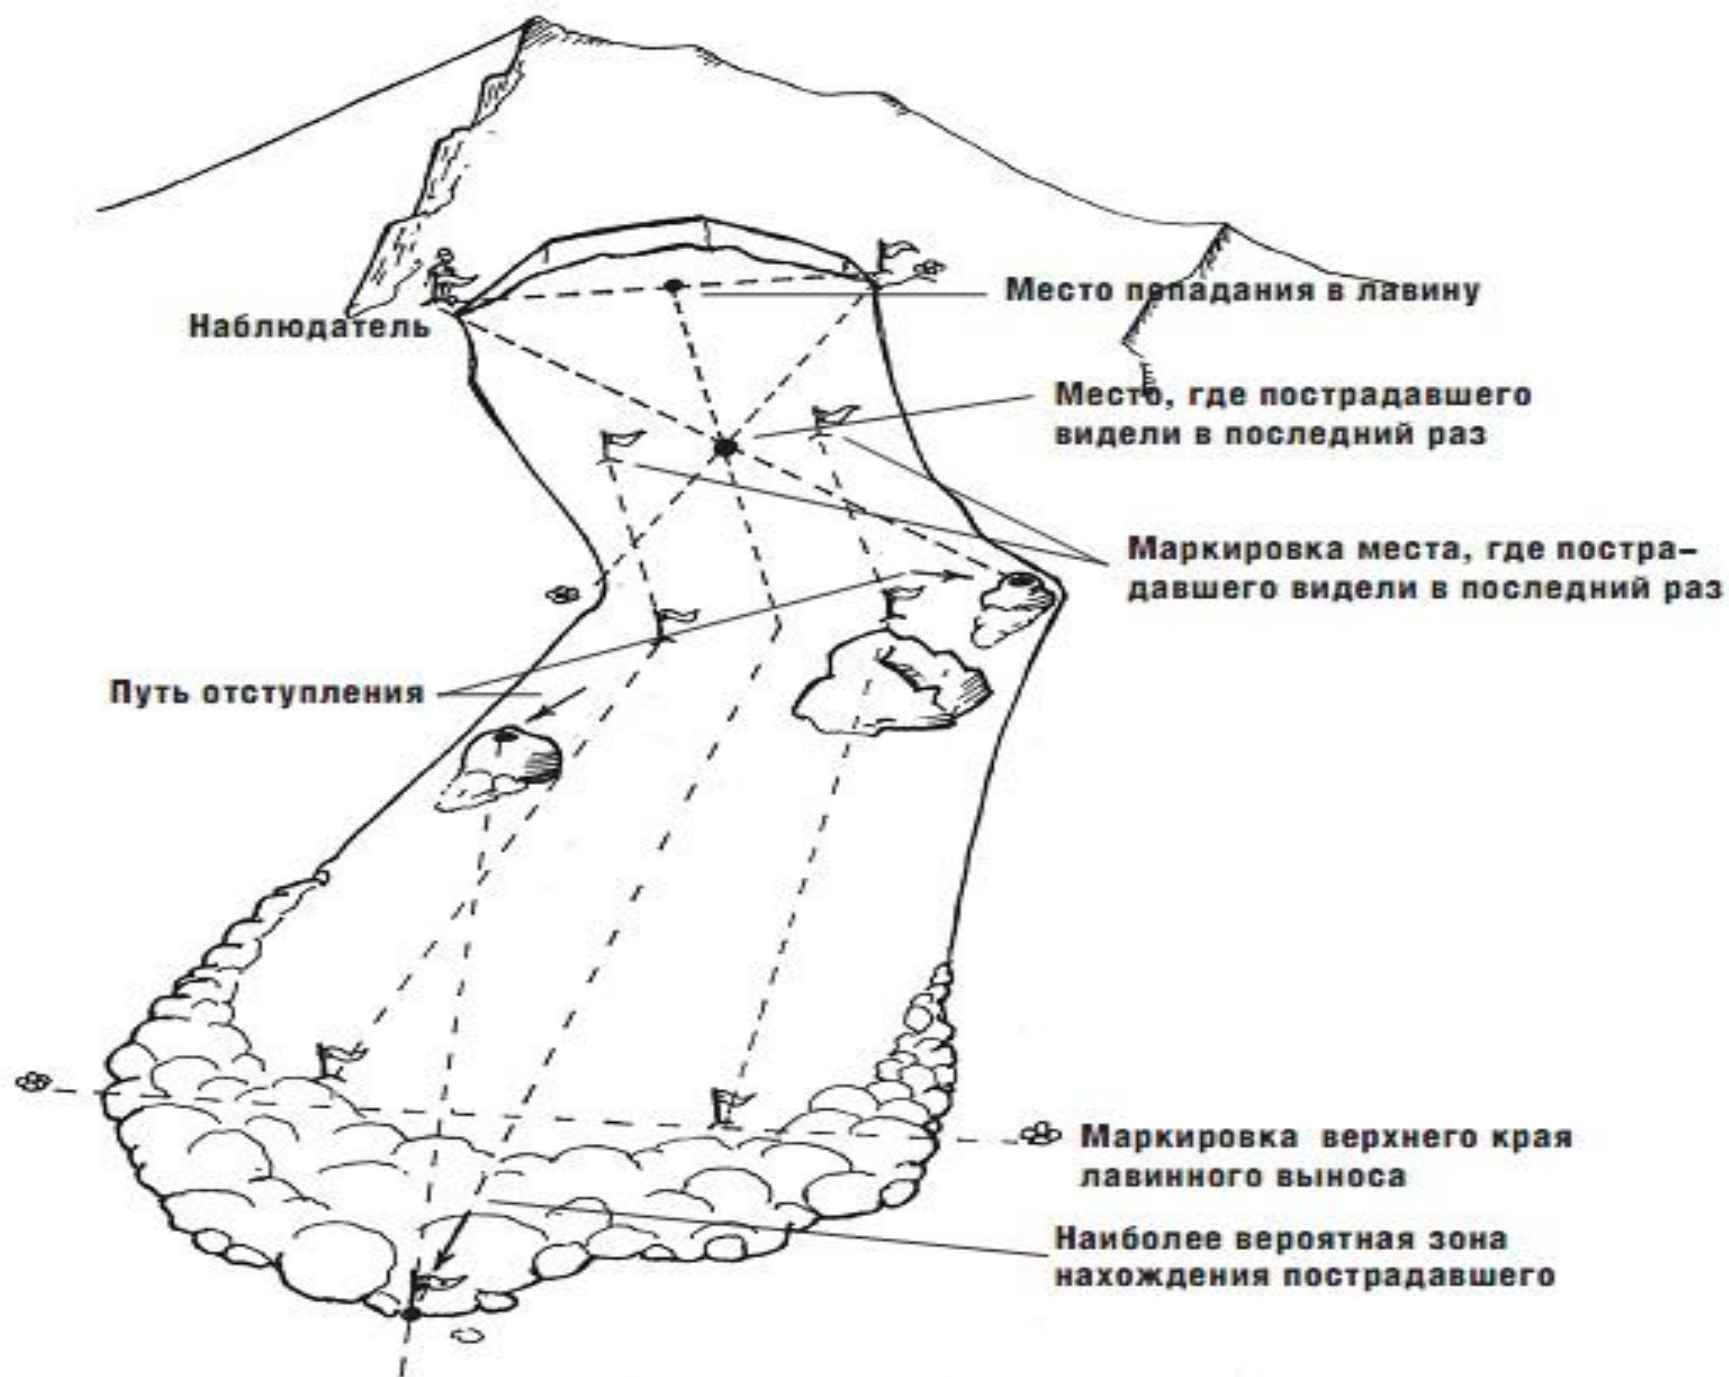 Место попадания в лавину
Наблюдатель
Место, где пострадавшего
видели в последний раз
Маркировка места, где постра-
давшего видели в последний раз
Путь отступления
Маркировка верхнего края
лавинного выноса
Наиболее вероятная зона
нахождения пострадавшего